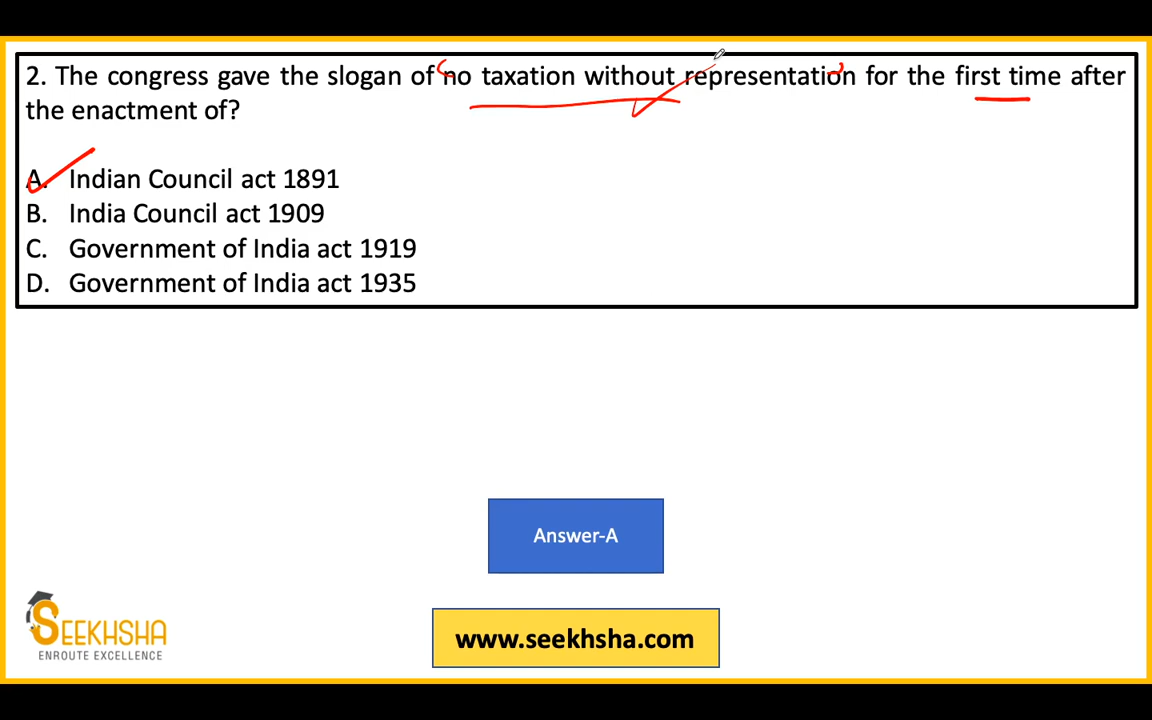 2. The congress gave the slogan of no taxation without representation for the first time after
the enactment of?
A. Indian Council act 1891
B. India Council act 1909
C. Government of India act 1919
D. Government of India act 1935
Answer-A
SEEKHSHA
ENROUTE EXCELLENCE
www.seekhsha.com